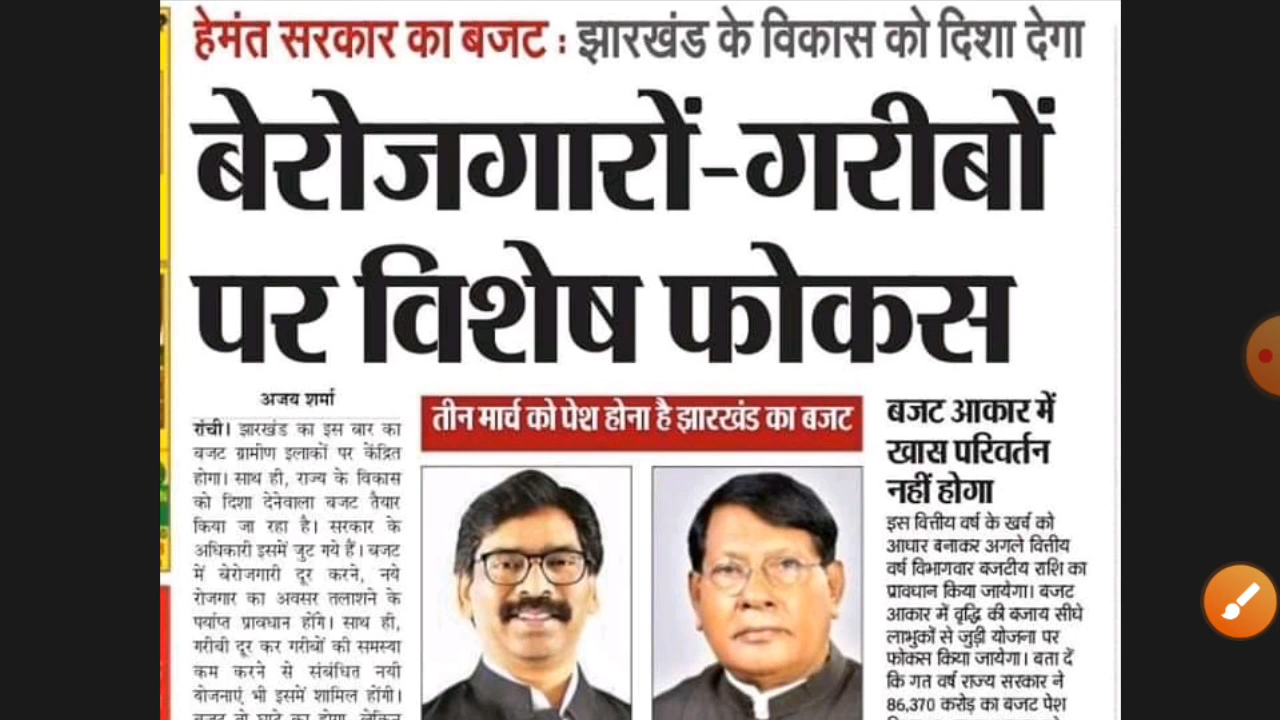 हेमंत सरकार का बजट : झारखंड के विकास को दिशा देगा
बेरोजगारों-गरीबों
पर विशेष फोकस
अजय शर्मा
रांची। झारखंड का इस बार का
बजट ग्रामीण इलाकों पर केंद्रित
होगा। साथ ही, राज्य के विकास
को दिशा देनेवाला बजट तैयार
किया जा रहा है। सरकार के
अधिकारी इसमें जुट गये हैं। बजट
में बेरोजगारी दूर करने, नये
रोजगार का अवसर तलाशने के
पर्याप्त प्रावधान होंगे। साथ ही,
गरीबी दूर कर गरीबों की समस्या
कम करने से संबंधित नयी
योजनाएं भी इसमें शामिल होंगी।
तीन मार्च को पेश होना है झारखंड का बजट
बजट आकार में
खास परिवर्तन
नहीं होगा
इस वित्तीय वर्ष के खर्च को
आधार बनाकर अगले वित्तीय
वर्ष विभागवार बजटीय राशि का
प्रावधान किया जायेगा। बजट
आकार में वृद्धि की बजाय सीधे
लाभुकों से जुड़ी योजना पर
फोकस किया जायेगा। बता दें
कि गत वर्ष राज्य सरकार ने
86,370 करोड़ का बजट पेश